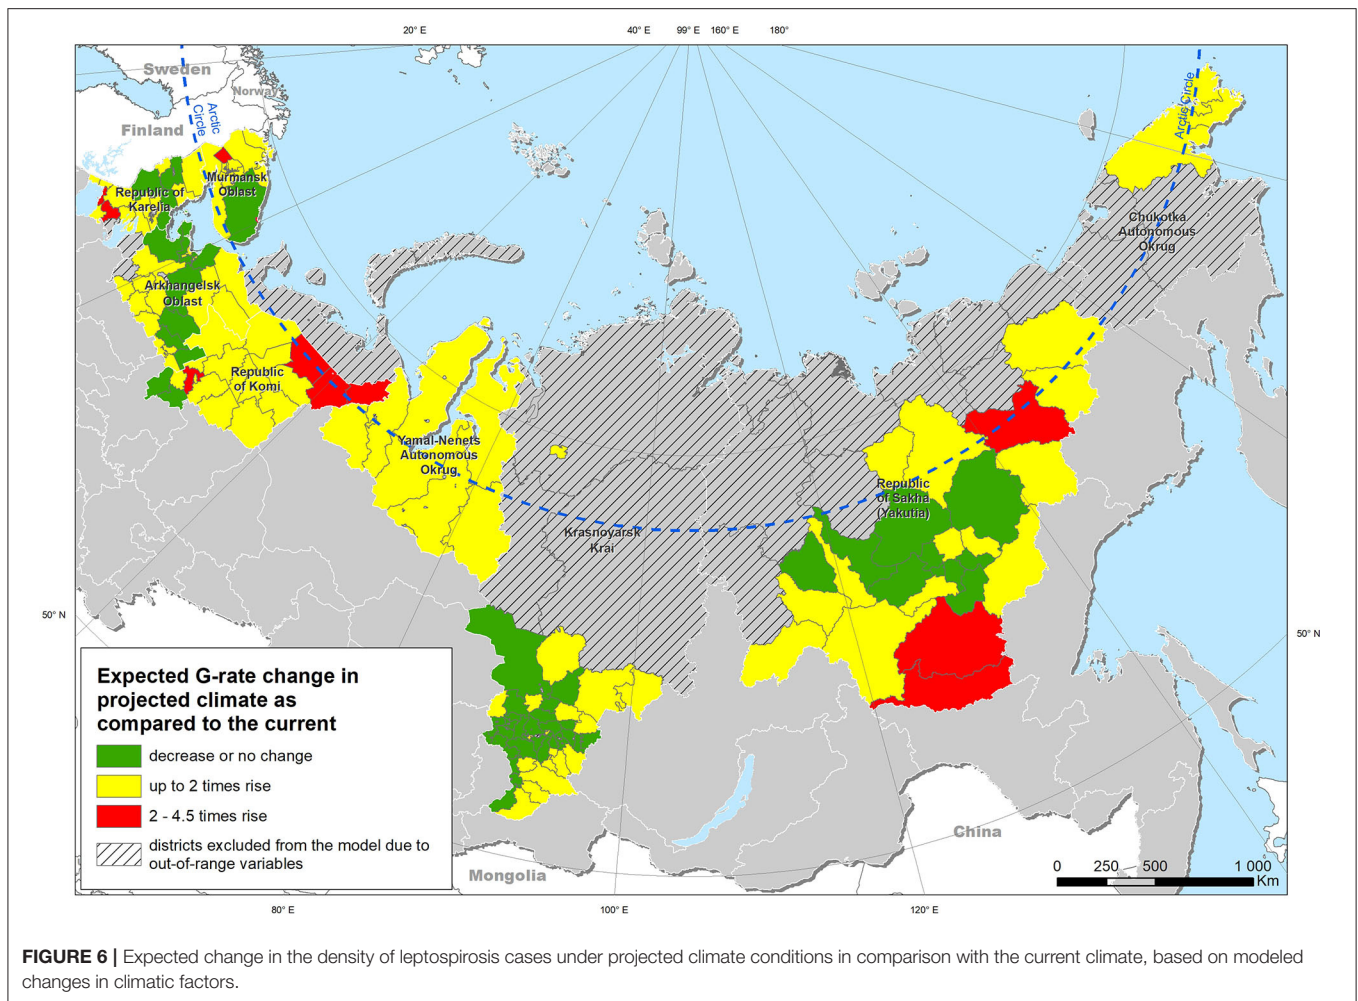 20° E
40° E
99° E
160° E
180°
Sweden
Norway
Finland
Arctic
Circle
Arctic Circle
Murmansk
Oblast
Republic of
Karelia
Chukotka
Autonomous
Okrug
Arkhangelsk
Oblast
Republic
of Komi
Yamal-Nenets
Autonomous
Okrug
Republic
of Sakha
(Yakutia)
Krasnoyarsk
Krai
50° N
50° N
Expected G-rate change in
projected climate as
compared to the current
decrease or no change
up to 2 times rise
2 - 4.5 times rise
districts excluded from the model due to
out-of-range variables
China
Mongolia
0 250 500 1 000
Km
80° E
100° E
120° E
FIGURE 6 | Expected change in the density of leptospirosis cases under projected climate conditions in comparison with the current climate, based on modeled
changes in climatic factors.